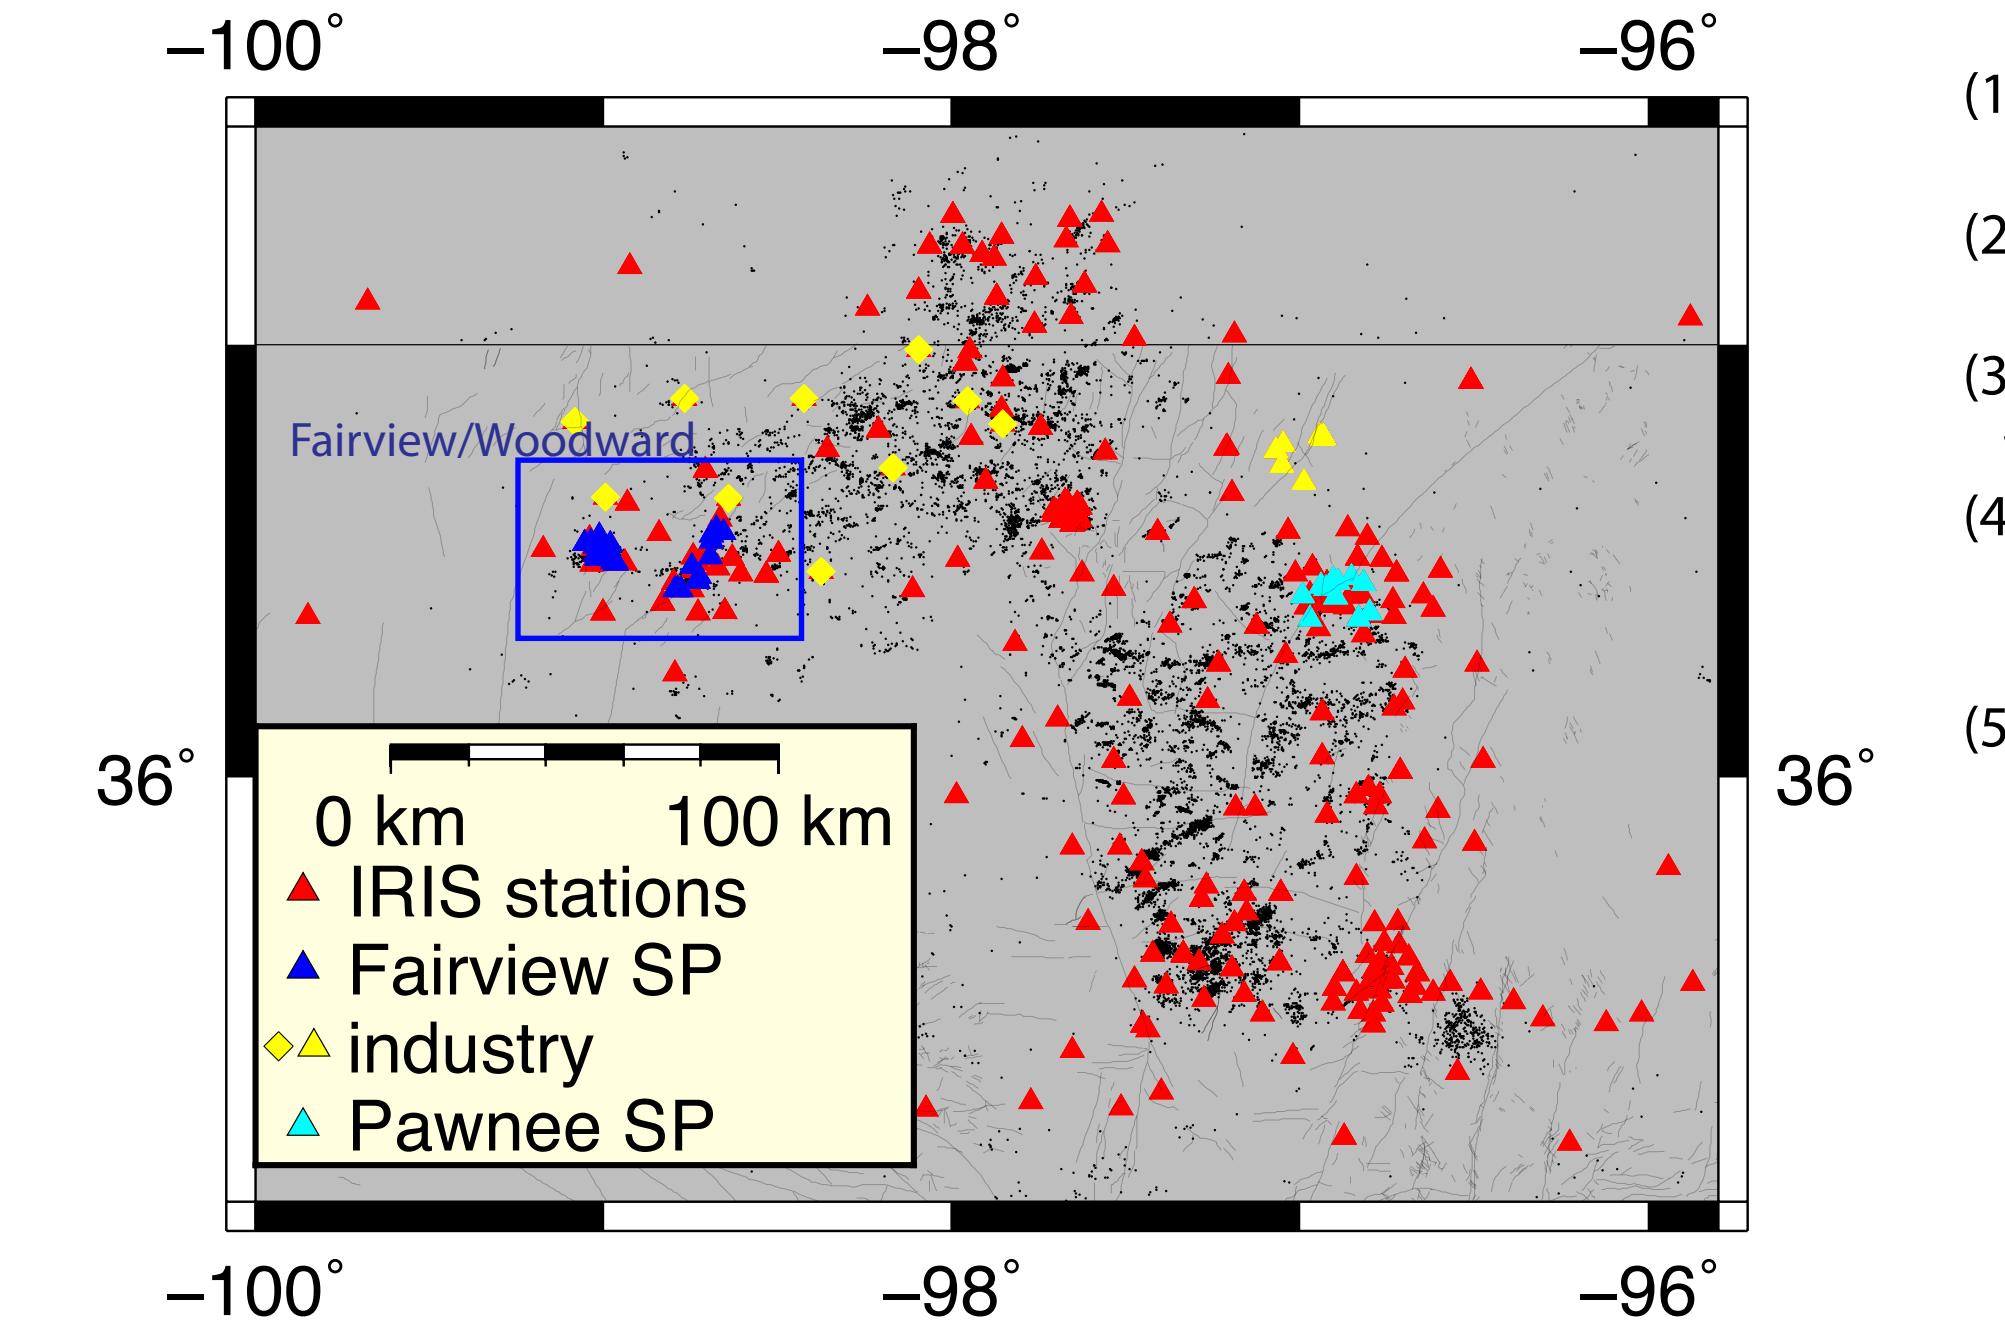 −100° −98° −96°
(1
(2
(3
Fairview/Woodward
(4
(5
36° 36°
0 km 100 km
IRIS stations
Fairview SP
industry
Pawnee SP
−100° −98° −96°